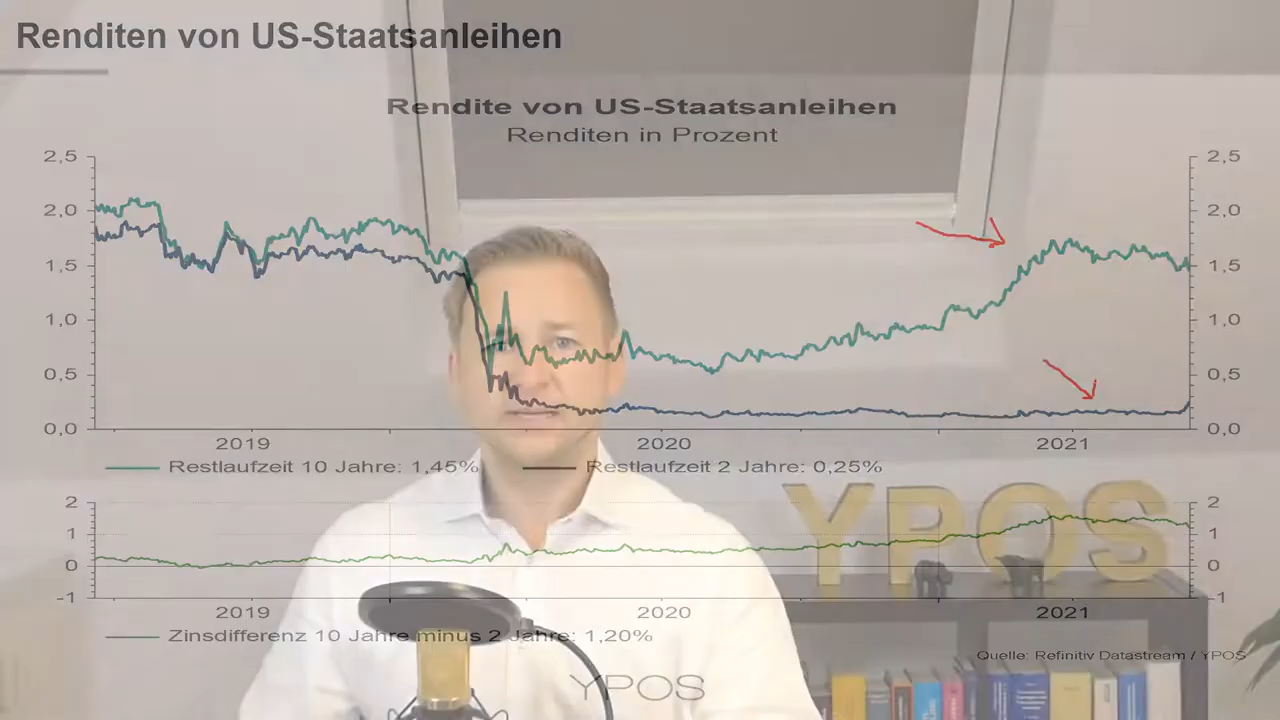 Renditen von US-Staatsanleihen
Rendite von US-Staatsanleihen
Renditen in Prozent
2,5 2,5
2,0 2,0
1,5 1,5
1,0 1,0
0,5 0,5
0,0 0,0
2019 2020 2021
Restlaufzeit 10 Jahre: 1,45% Restlaufzeit 2 Jahre: 0,25%
YPOS
2 2
1 1
0 0
-1 -1
2019 2020 2021
Zinsdifferenz 10 Jahre minus 2 Jahre: 1,20%
Quelle: Refinitiv Datastream / YPOS
YPOS